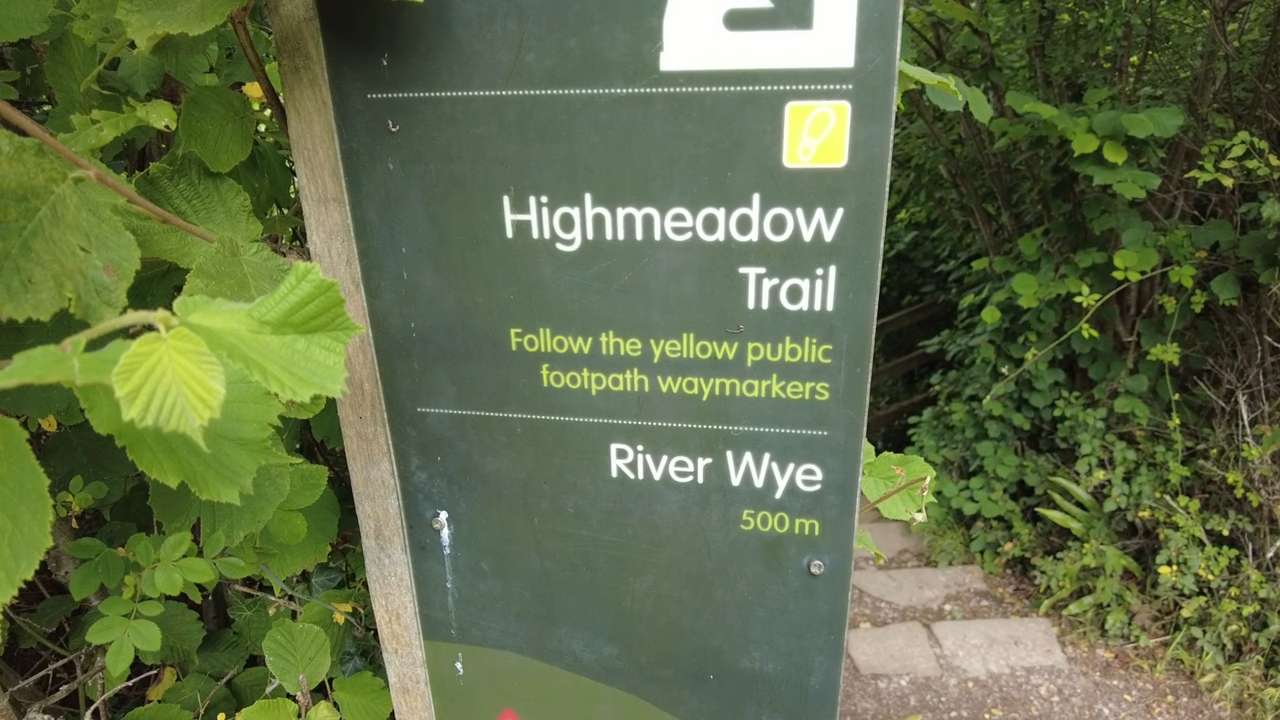 Highmeadow
Trail
Follow the yellow public
footpath waymarkers
River Wye
500 m